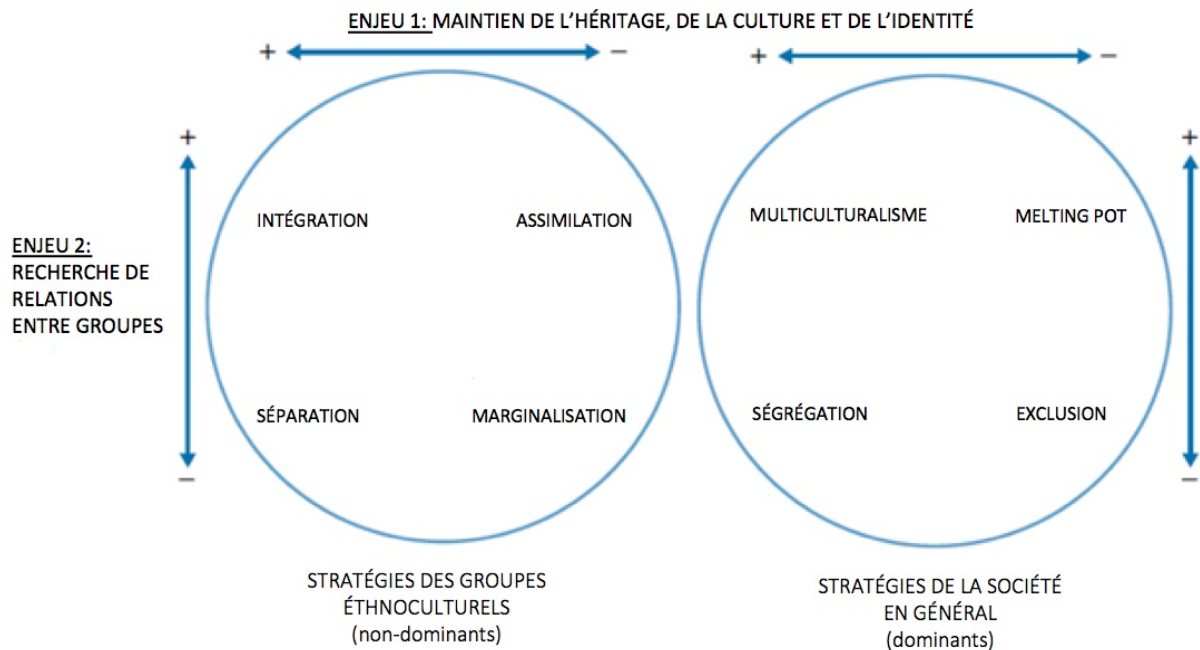 ENJEU 1: MAINTIEN DE L’HÉRITAGE, DE LA CULTURE ET DE L’IDENTITÉ
+ − + −
+ +
INTÉGRATION ASSIMILATION MULTICULTURALISME MELTING POT
ENJEU 2:
RECHERCHE DE
RELATIONS
ENTRE GROUPES
SÉPARATION MARGINALISATION SÉGRÉGATION EXCLUSION
− −
STRATÉGIES DES GROUPES
ÉTHNOCULTURELS
(non-dominants)
STRATÉGIES DE LA SOCIÉTÉ
EN GÉNÉRAL
(dominants)